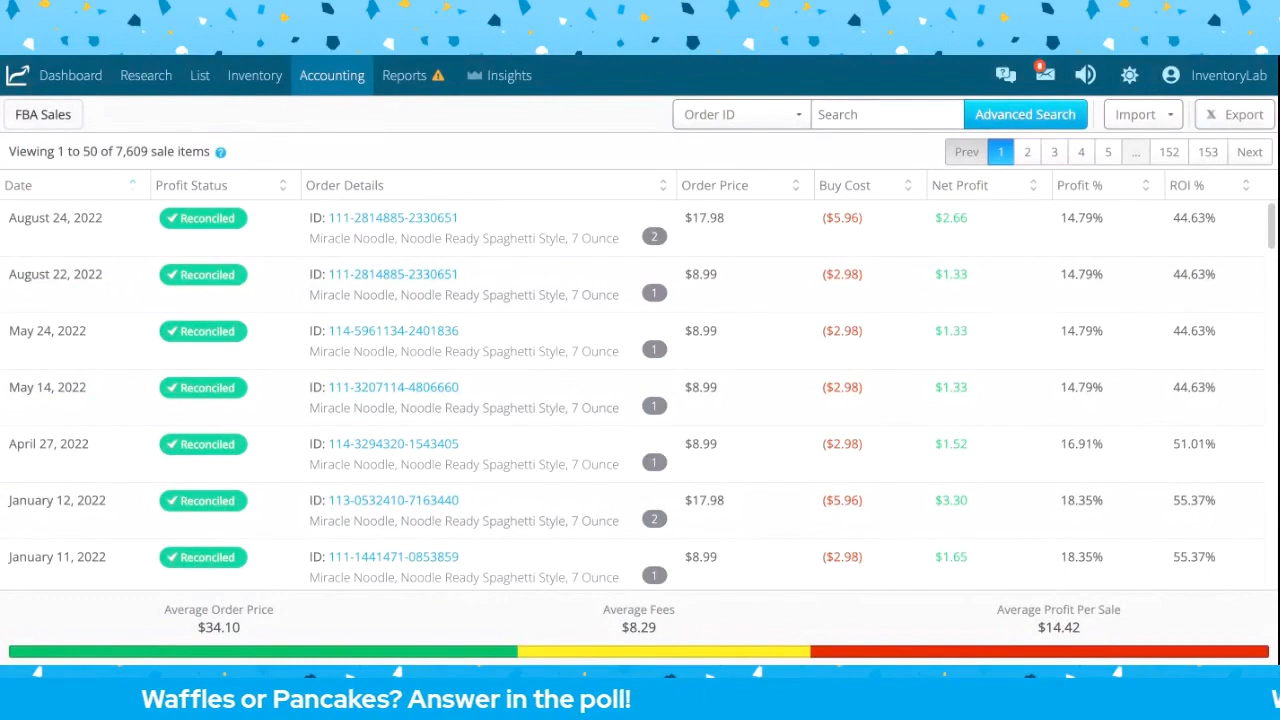 Dashboard Research List Inventory Accounting Reports Insights 8 InventoryLab
FBA Sales Order ID Search Advanced Search Import Export
Viewing 1 to 50 of 7,609 sale items ? Prev 1 2 3 4 5 ... 152 153 Next
Date Profit Status Order Details Order Price Buy Cost Net Profit Profit % ROI %
August 24, 2022 Reconciled ID: 111-2814885-2330651 $17.98 ($5.96) $2.66 14.79% 44.63%
Miracle Noodle, Noodle Ready Spaghetti Style, 7 Ounce 2
August 22, 2022 Reconciled ID: 111-2814885-2330651 $8.99 ($2.98) $1.33 14.79% 44.63%
Miracle Noodle, Noodle Ready Spaghetti Style, 7 Ounce 1
May 24, 2022 Reconciled ID: 114-5961134-2401836 $8.99 ($2.98) $1.33 14.79% 44.63%
Miracle Noodle, Noodle Ready Spaghetti Style, 7 Ounce 1
May 14, 2022 Reconciled ID: 111-3207114-4806660 $8.99 ($2.98) $1.33 14.79% 44.63%
Miracle Noodle, Noodle Ready Spaghetti Style, 7 Ounce 1
April 27, 2022 Reconciled ID: 114-3294320-1543405 $8.99 ($2.98) $1.52 16.91% 51.01%
Miracle Noodle, Noodle Ready Spaghetti Style, 7 Ounce 1
January 12, 2022 Reconciled ID: 113-0532410-7163440 $17.98 ($5.96) $3.30 18.35% 55.37%
Miracle Noodle, Noodle Ready Spaghetti Style, 7 Ounce 2
January 11, 2022 Reconciled ID: 111-1441471-0853859 $8.99 ($2.98) $1.65 18.35% 55.37%
Miracle Noodle, Noodle Ready Spaghetti Style, 7 Ounce 1
Average Order Price Average Fees Average Profit Per Sale
$34.10 $8.29 $14.42
Waffles or Pancakes? Answer in the poll!